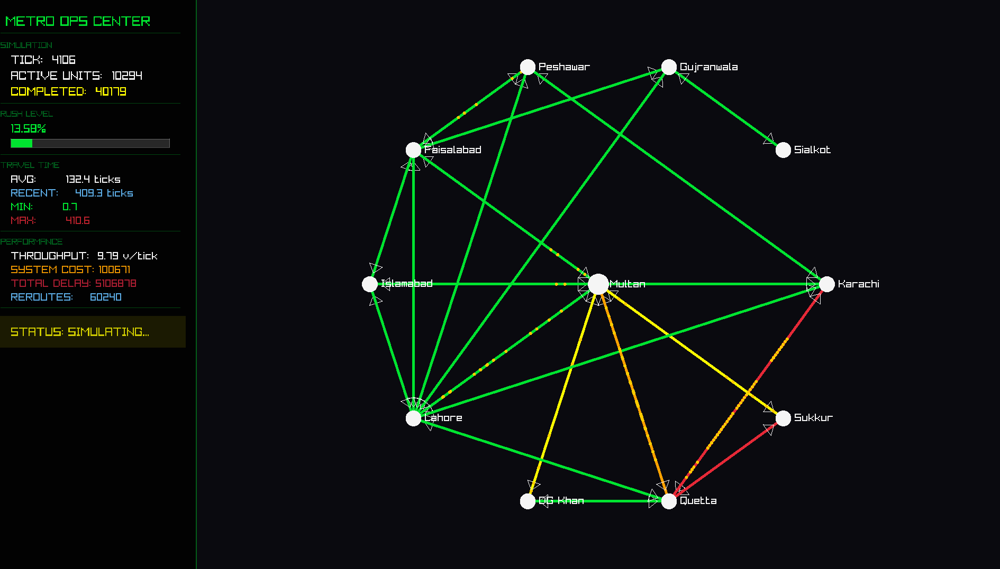 METRO OPS CENTER
SIMULATION
TICK: 4106
ACTIVE UNITS: 10294
COMPLETED: 40179
RUSH LEVEL
13.58%
TRAVEL TIME
AVG: 132.4 ticks
RECENT: 409.3 ticks
MIN: 0.7
MAX: 410.6
PERFORMANCE
THROUGHPUT: 9.79 v/tick
SYSTEM COST: 100671
TOTAL DELAY: 5106878
REROUTES: 60240
STATUS: SIMULATING...
Peshawar
Gujranwala
Faisalabad
Sialkot
Islamabad
Multan
Karachi
Lahore
Sukkur
DG Khan
Quetta